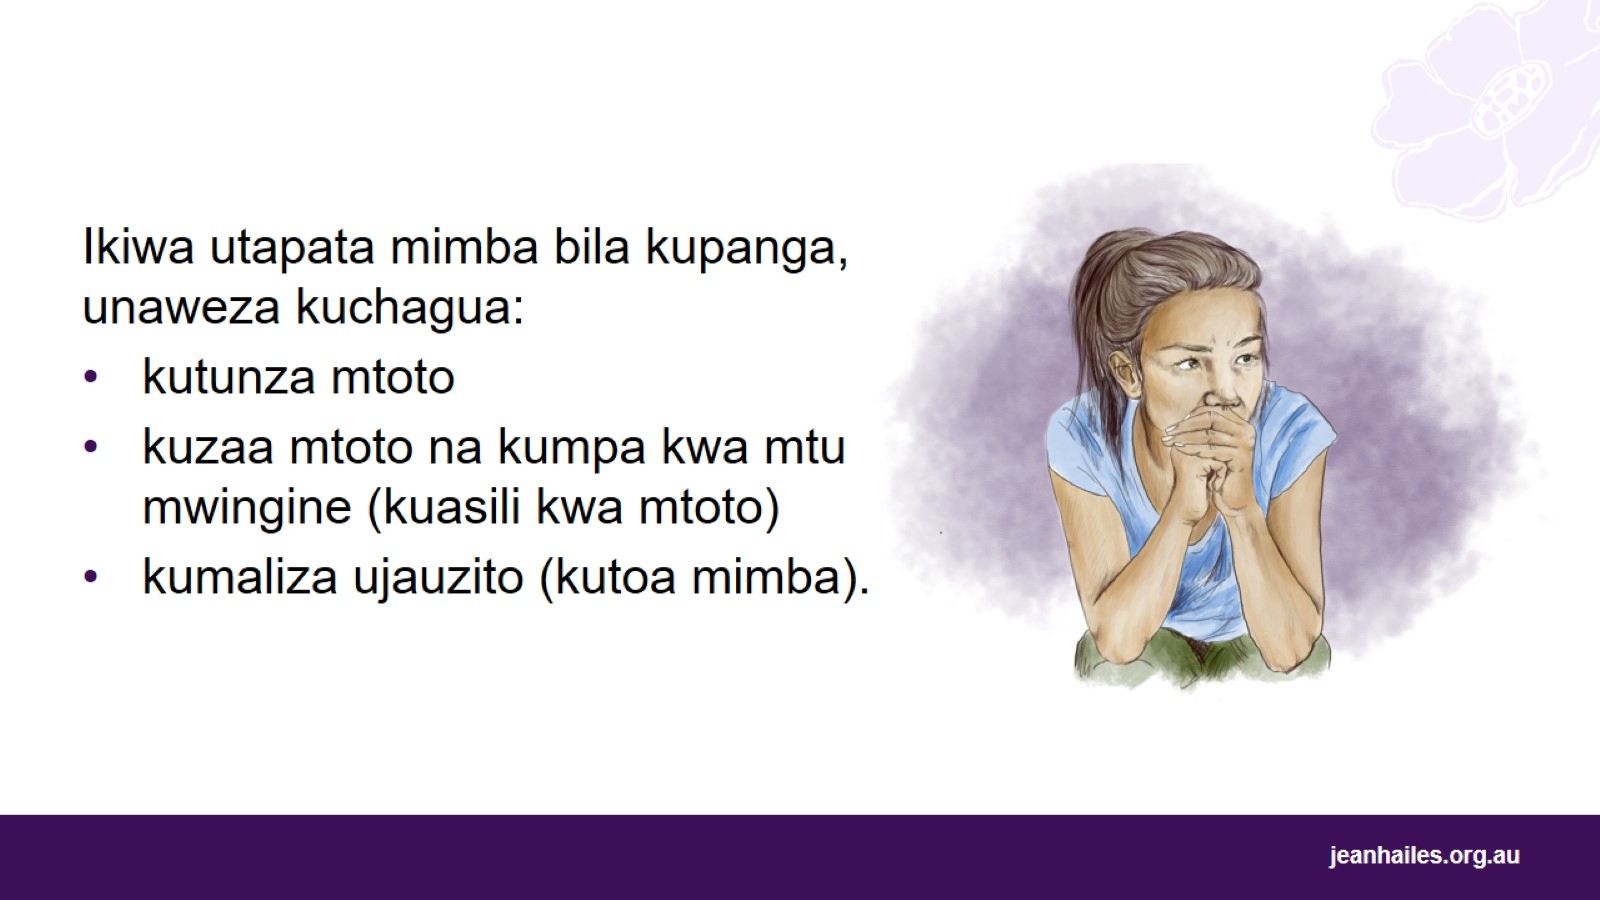 Ikiwa utapata mimba bila kupanga,
unaweza kuchagua:
• kutunza mtoto
• kuzaa mtoto na kumpa kwa mtu
mwingine (kuasili kwa mtoto)
• kumaliza ujauzito (kutoa mimba).
jeanhailes.org.au